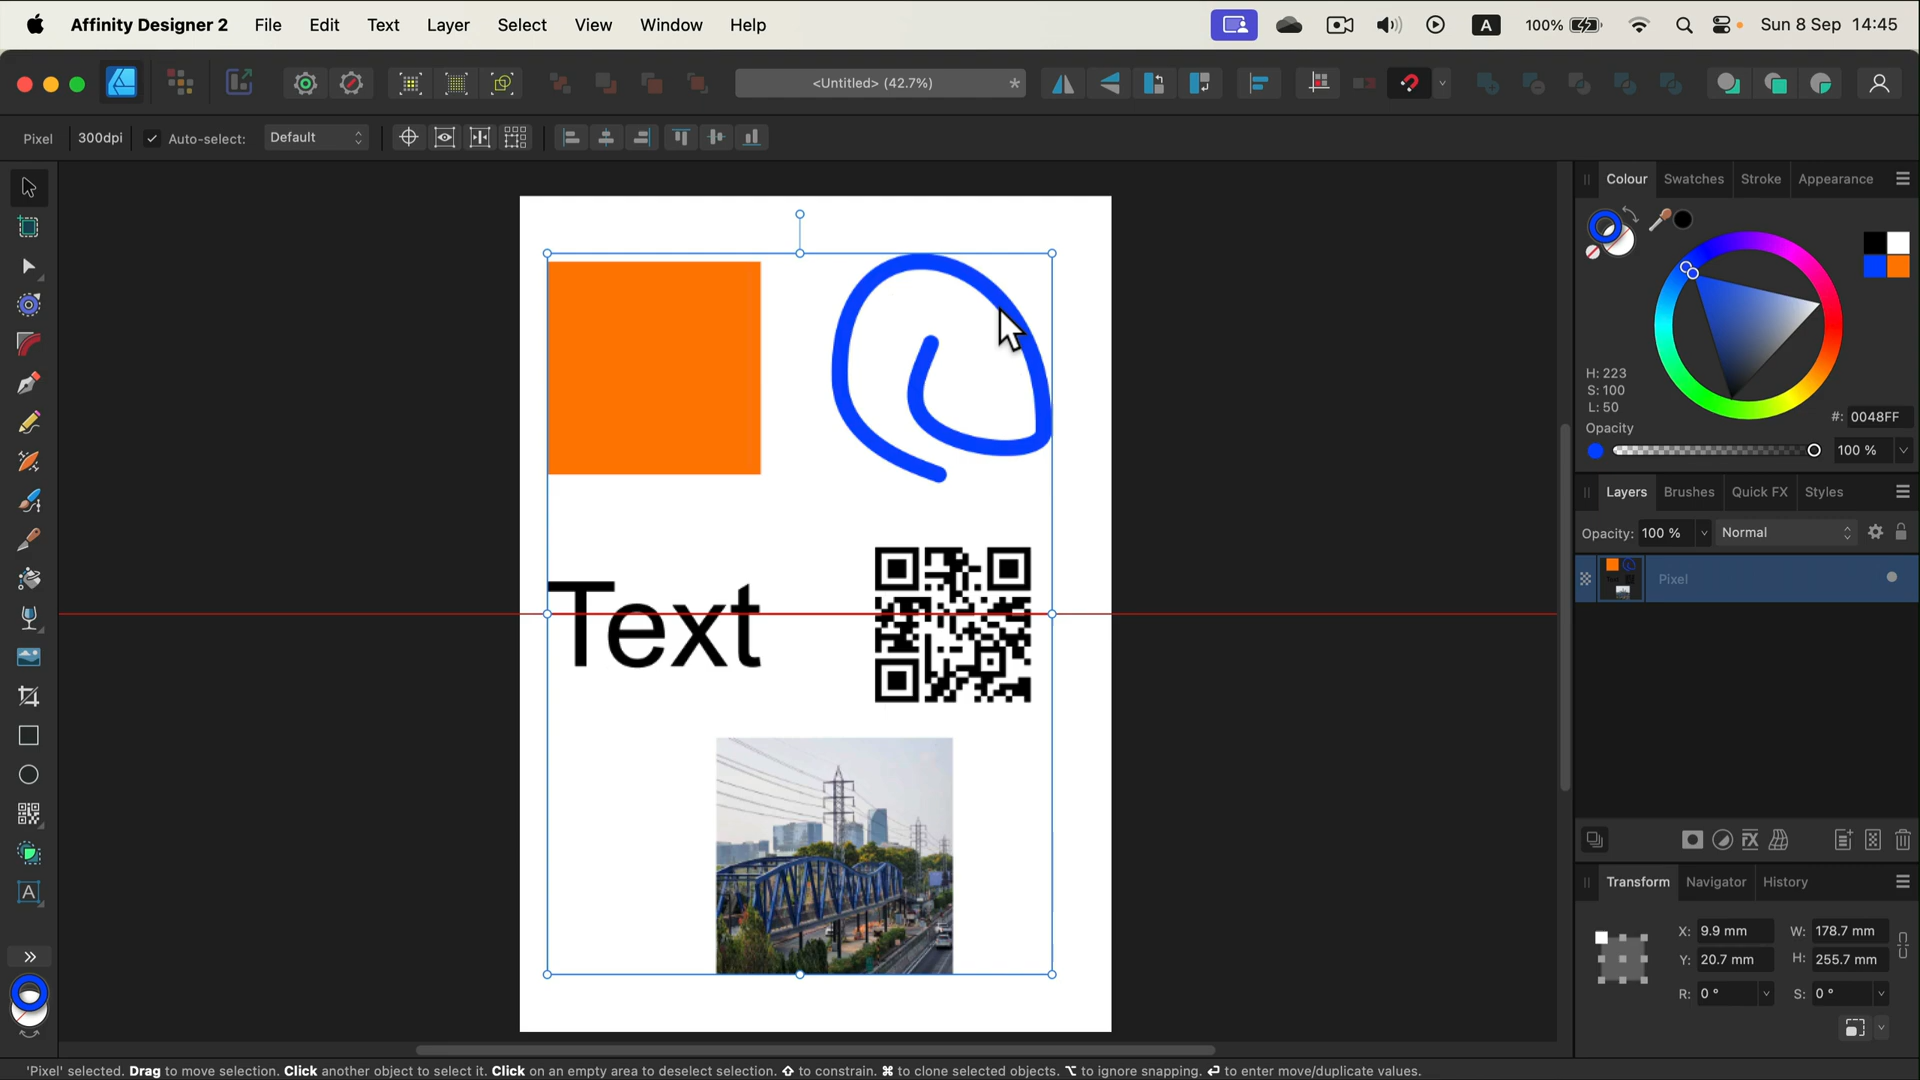 Affinity Designer 2 File Edit Text Layer Select View Window Help A 100% Sun 8 Sep 14:45
<Untitled> (42.7%) *
Pixel 300dpi Auto-select: Default
Colour Swatches Stroke Appearance
H: 223
S: 100
L: 50
#: 0048FF
Opacity
100 %
Layers Brushes Quick FX Styles
Opacity: 100 % Normal
Pixel
Text
FX
Transform Navigator History
X: 9.9 mm W: 178.7 mm
Y: 20.7 mm H: 255.7 mm
R: 0 ° S: 0 °
A
'Pixel' selected. Drag to move selection. Click another object to select it. Click on an empty area to deselect selection. ⇧ to constrain. ⌘ to clone selected objects. ⌥ to ignore snapping. ⏎ to enter move/duplicate values.